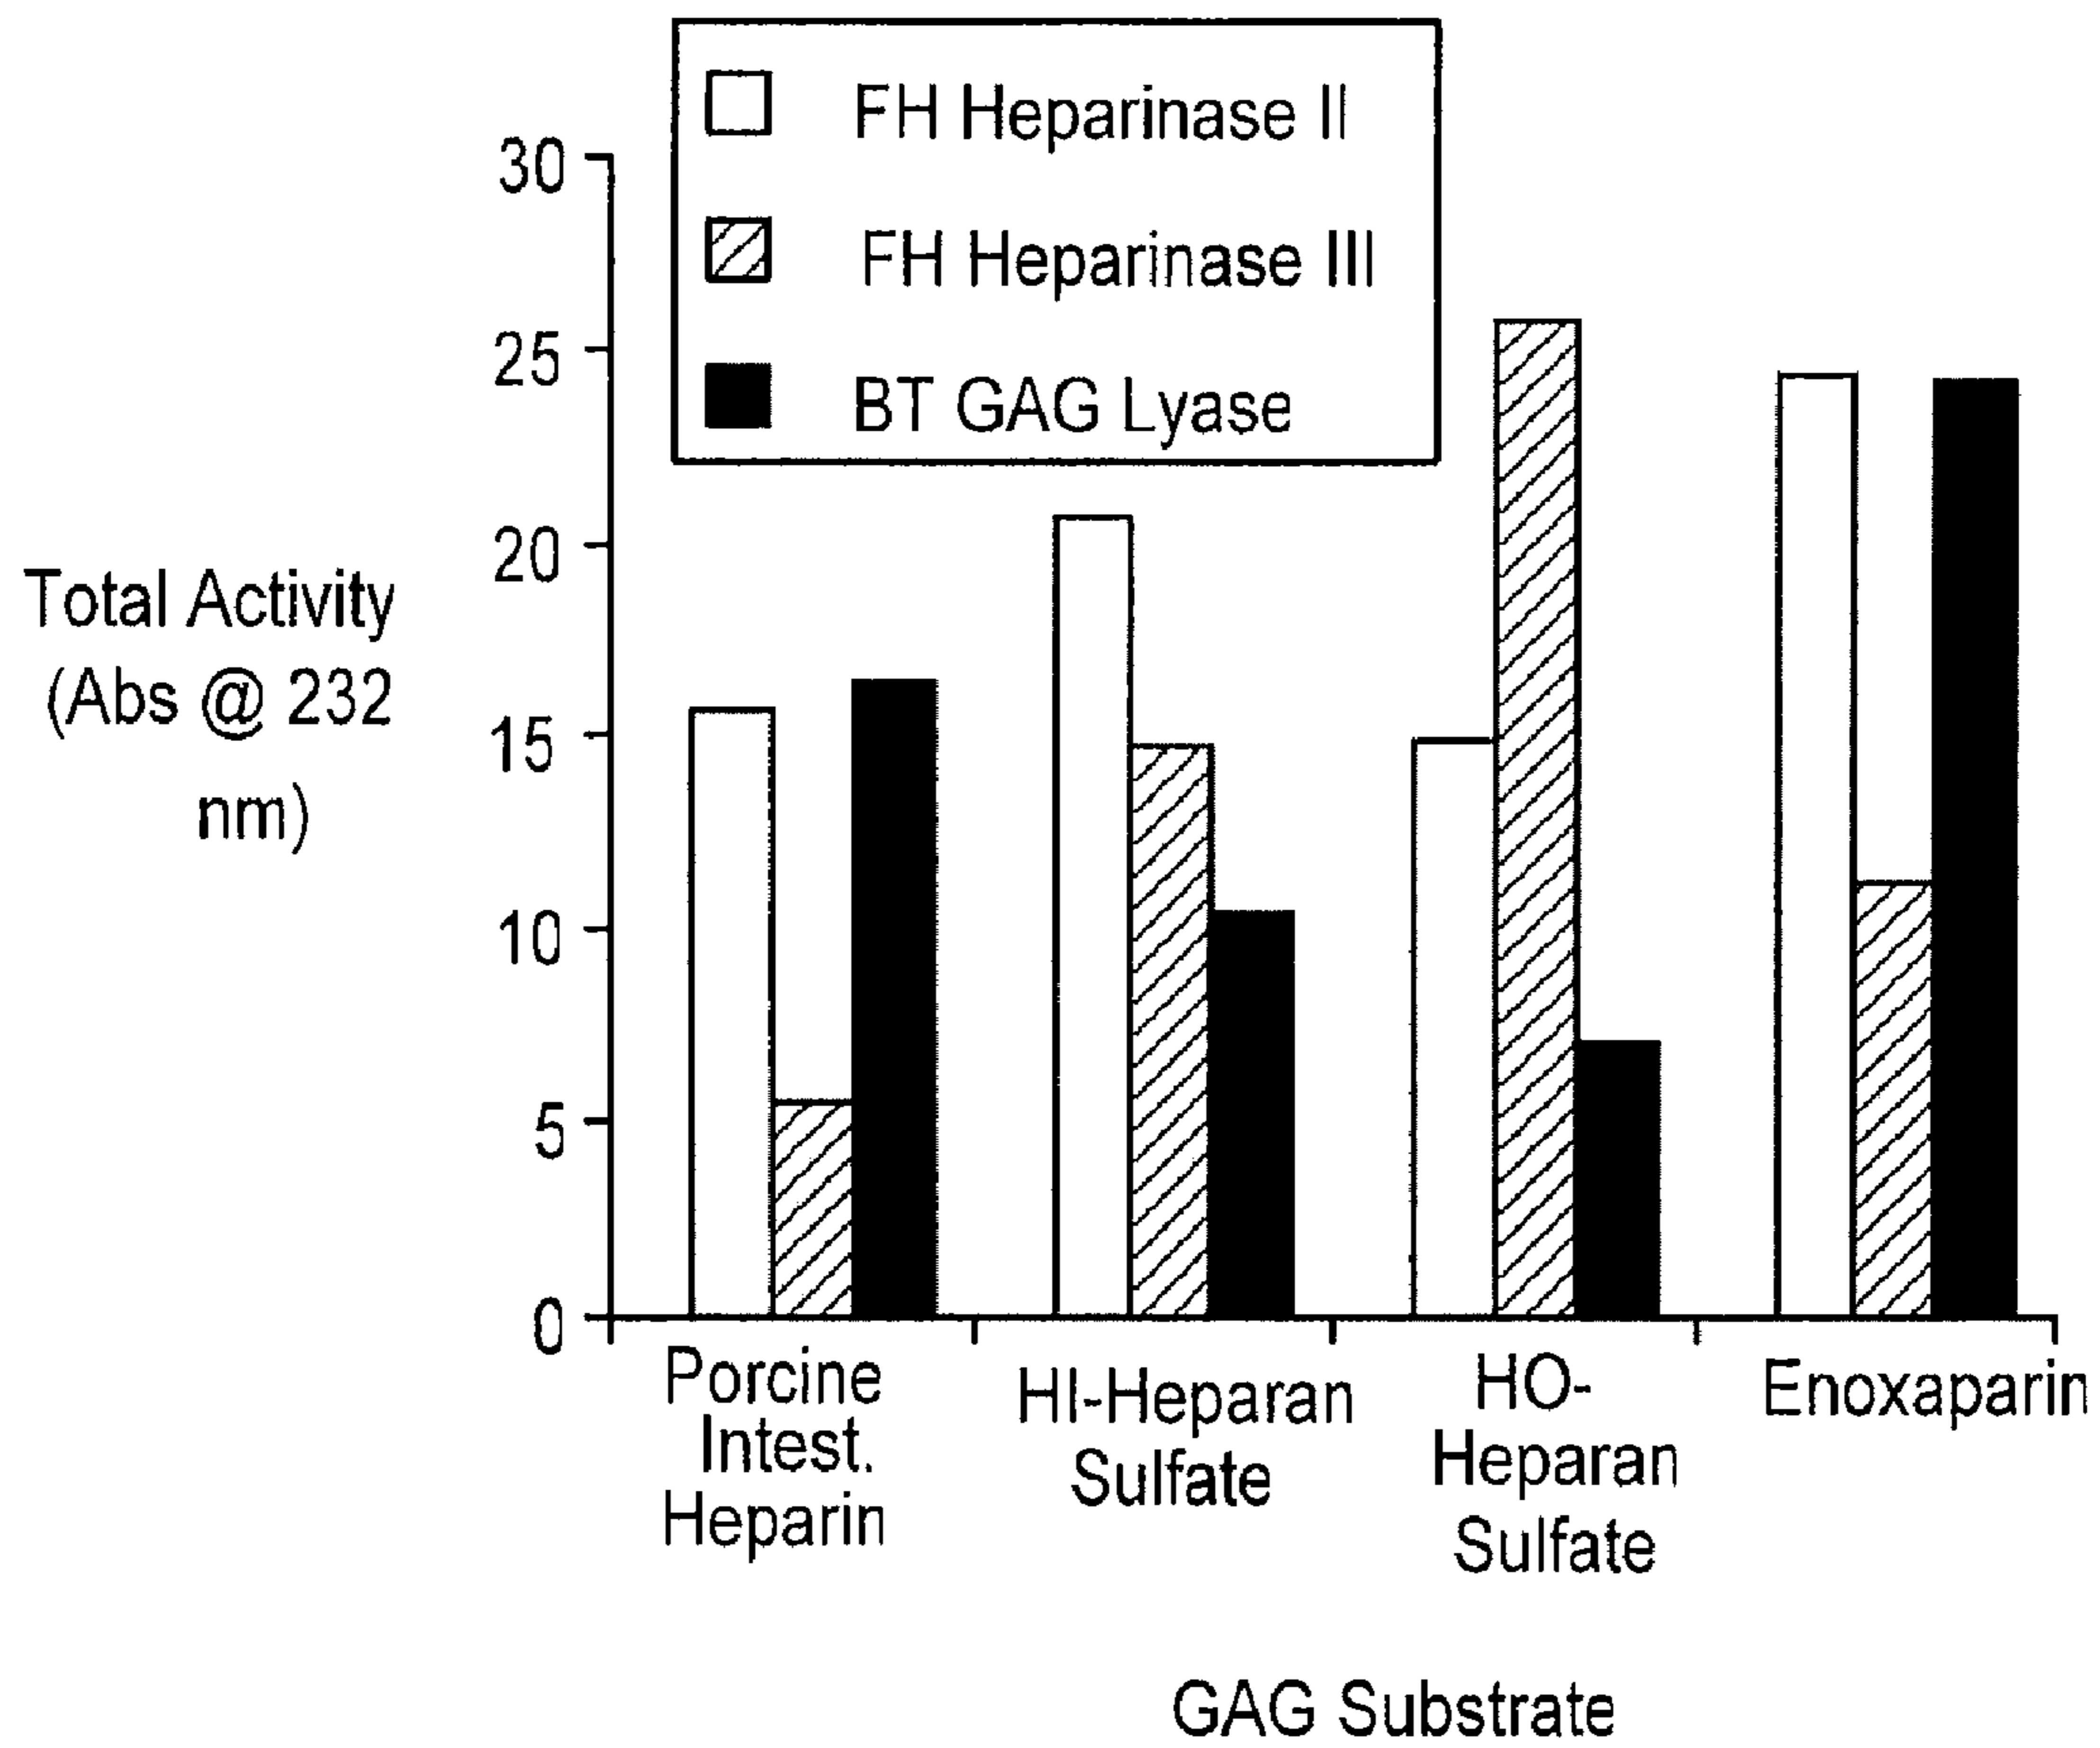 FH Heparinase II
FH Heparinase III
BT GAG Lyase
30
25
20
15
10
5
0
Total Activity
(Abs @ 232
nm)
Porcine
Intest.
Heparin
HI-Heparan
Sulfate
HO-
Heparan
Sulfate
Enoxaparin
GAG Substrate